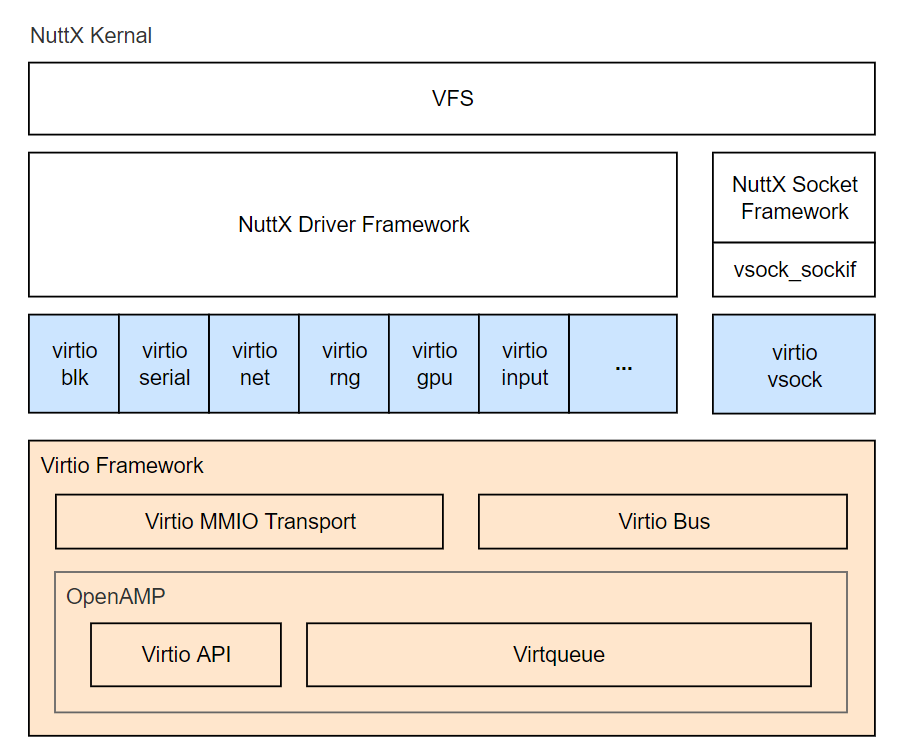 NuttX Kernal
VFS
NuttX Driver Framework
NuttX Socket
Framework
vsock_sockif
virtio
blk
virtio
serial
virtio
net
virtio
rng
virtio
gpu
virtio
input
...
virtio
vsock
Virtio Framework
Virtio MMIO Transport
Virtio Bus
OpenAMP
Virtio API
Virtqueue